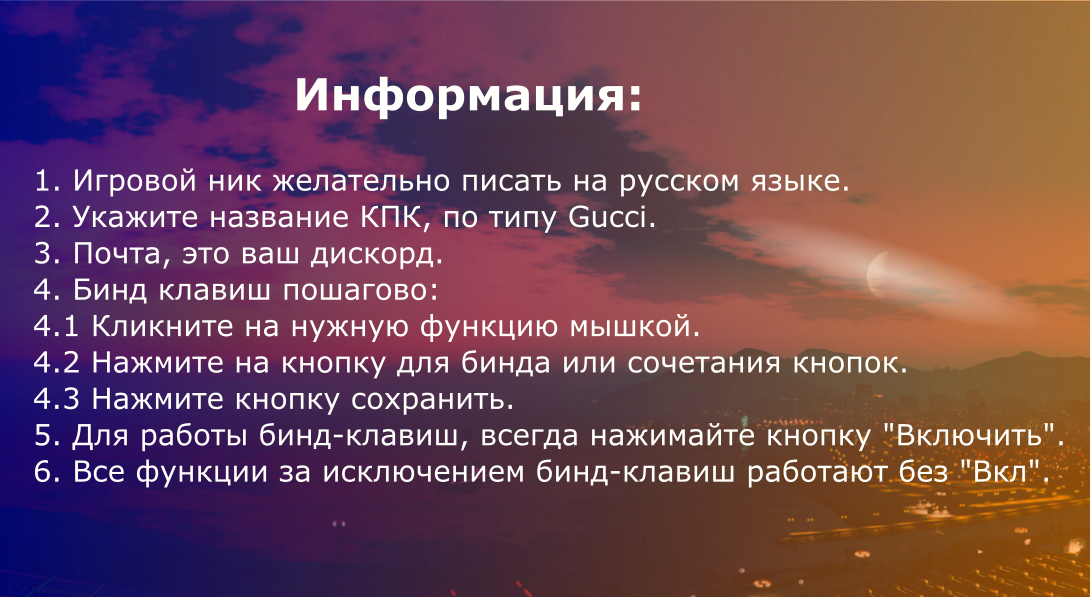 Информация:
1. Игровой ник желательно писать на русском языке.
2. Укажите название КПК, по типу Gucci.
3. Почта, это ваш дискорд.
4. Бинд клавиш пошагово:
4.1 Кликните на нужную функцию мышкой.
4.2 Нажмите на кнопку для бинда или сочетания кнопок.
4.3 Нажмите кнопку сохранить.
5. Для работы бинд-клавиш, всегда нажимайте кнопку "Включить".
6. Все функции за исключением бинд-клавиш работают без "Вкл".